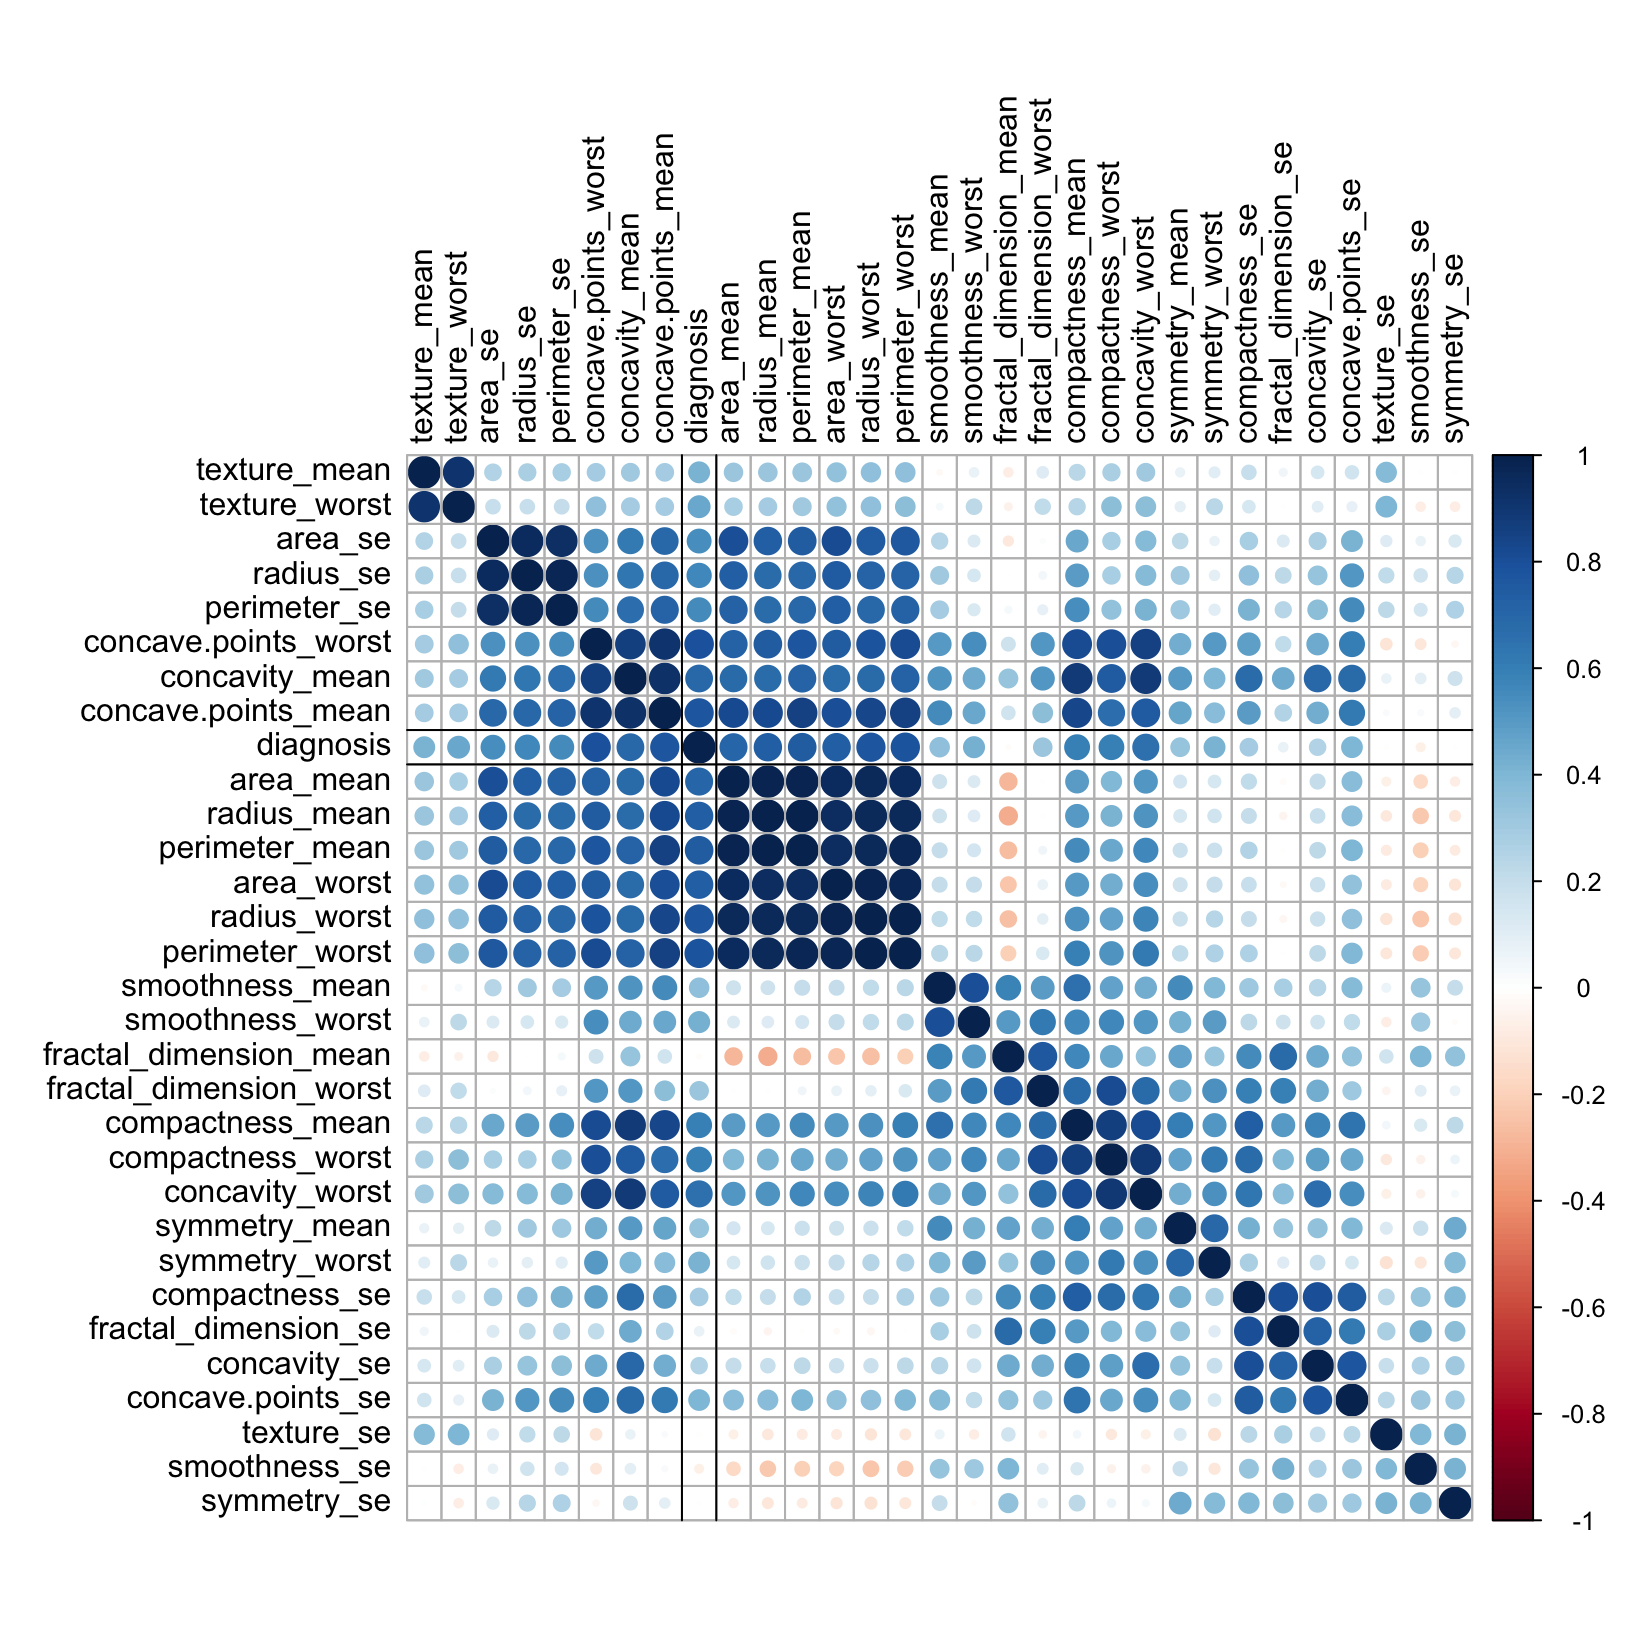 texture_mean
texture_worst
area_se
radius_se
perimeter_se
concave.points_worst
concavity_mean
concave.points_mean
diagnosis
area_mean
radius_mean
perimeter_mean
area_worst
radius_worst
perimeter_worst
smoothness_mean
smoothness_worst
fractal_dimension_mean
fractal_dimension_worst
compactness_mean
compactness_worst
concavity_worst
symmetry_mean
symmetry_worst
compactness_se
fractal_dimension_se
concavity_se
concave.points_se
texture_se
smoothness_se
symmetry_se
texture_mean
texture_worst
area_se
radius_se
perimeter_se
concave.points_worst
concavity_mean
concave.points_mean
diagnosis
area_mean
radius_mean
perimeter_mean
area_worst
radius_worst
perimeter_worst
smoothness_mean
smoothness_worst
fractal_dimension_mean
fractal_dimension_worst
compactness_mean
compactness_worst
concavity_worst
symmetry_mean
symmetry_worst
compactness_se
fractal_dimension_se
concavity_se
concave.points_se
texture_se
smoothness_se
symmetry_se
1
0.8
0.6
0.4
0.2
0
-0.2
-0.4
-0.6
-0.8
-1